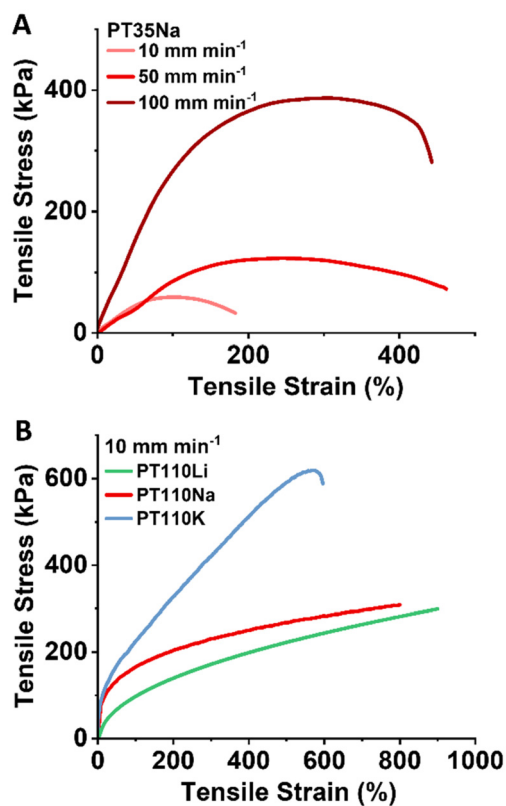 A
PT35Na
10 mm min⁻¹
50 mm min⁻¹
100 mm min⁻¹
Tensile Stress (kPa)
400
200
0
0 200 400
Tensile Strain (%)
B
10 mm min⁻¹
PT110Li
PT110Na
PT110K
Tensile Stress (kPa)
600
400
200
0
0 200 400 600 800 1000
Tensile Strain (%)